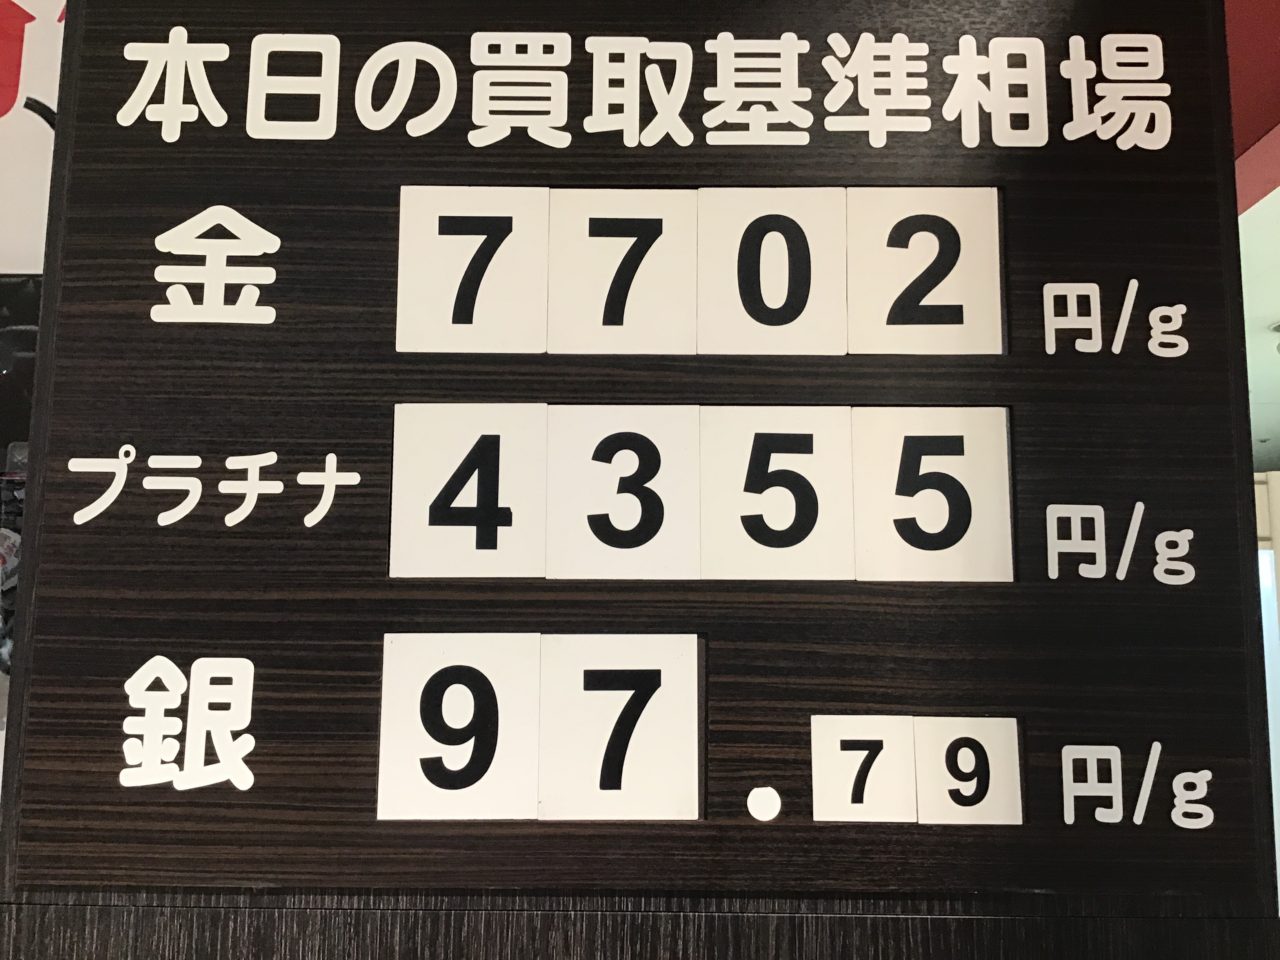 本日の買取基準相場
金 7702 円/g
プラチナ 4355 円/g
銀 97.79 円/g